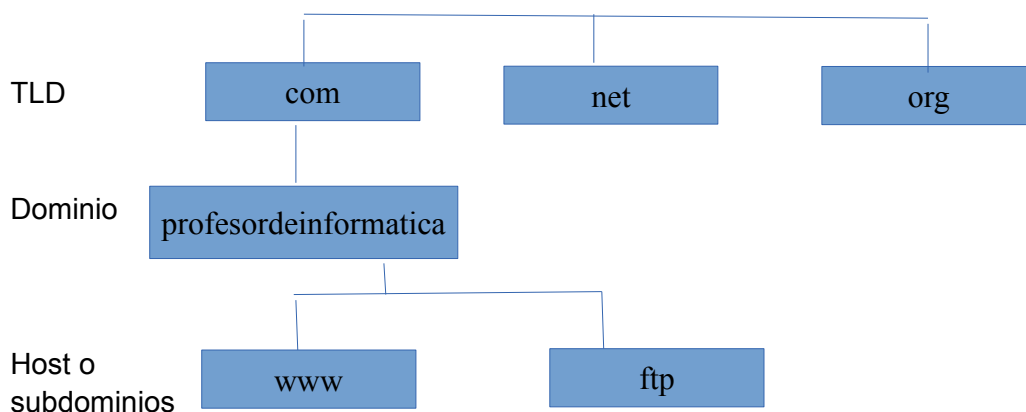 TLD
com
net
org
Dominio
profesordeinformatica
Host o
subdominios
www
ftp